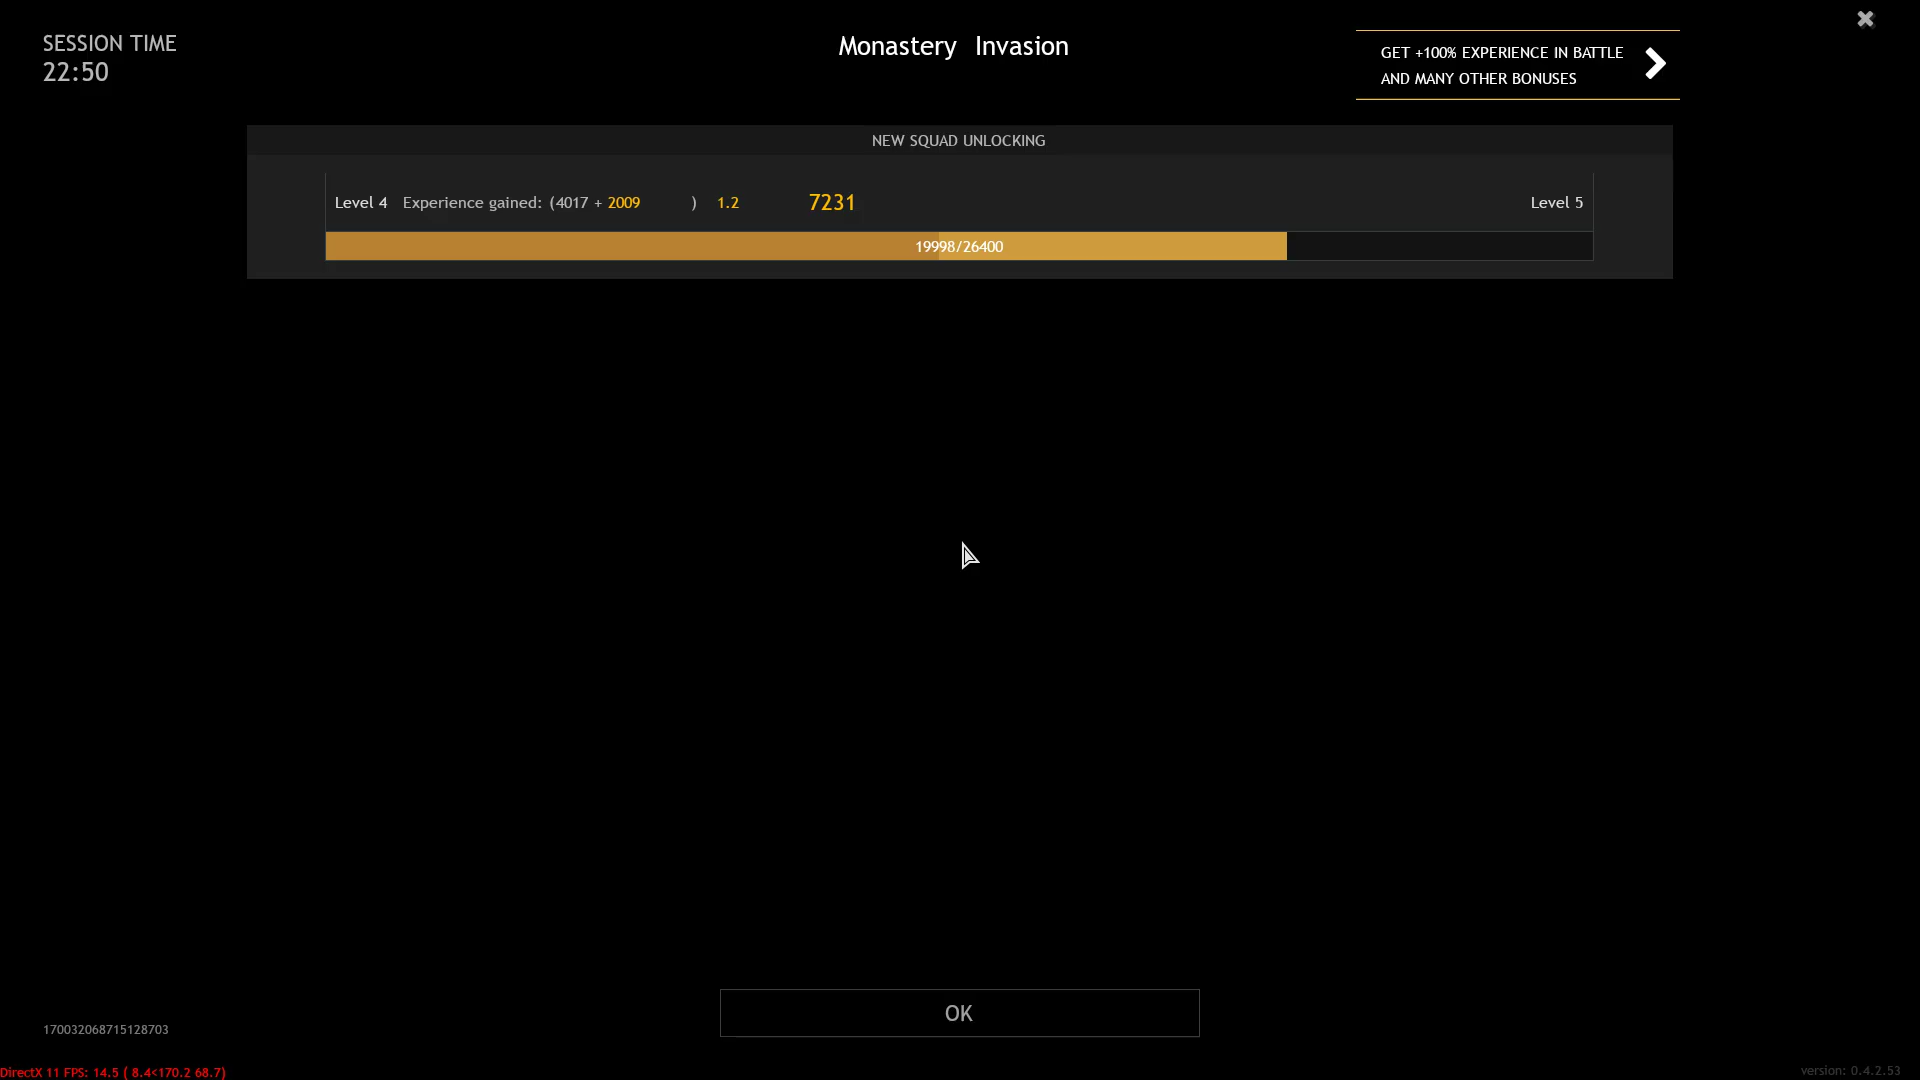 SESSION TIME
22:50
Monastery Invasion
GET +100% EXPERIENCE IN BATTLE
AND MANY OTHER BONUSES
NEW SQUAD UNLOCKING
Level 4 Experience gained: (4017 + 2009 ) 1.2 7231 Level 5
19998/26400
OK
170032068715128703
DirectX 11 FPS: 14.5 ( 8.4<170.2 68.7)
version: 0.4.2.53